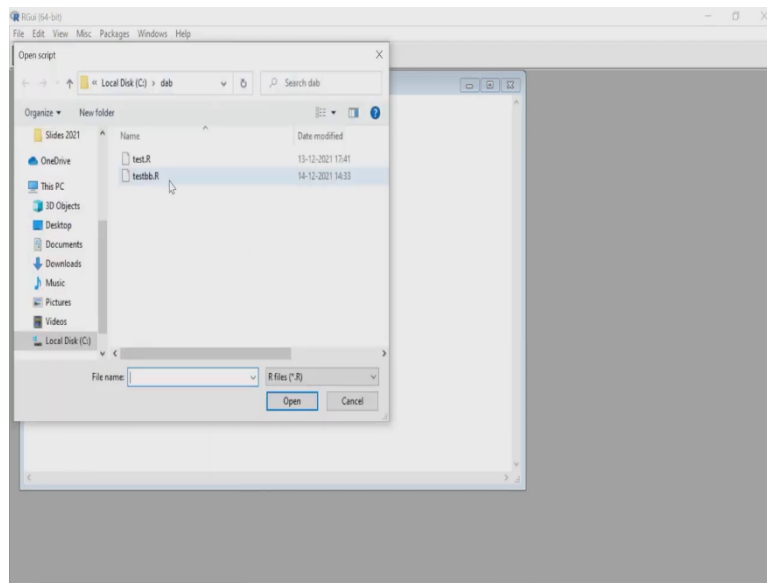 RGui (64-bit)
File Edit View Misc Packages Windows Help
Open script
« Local Disk (C:) > dab
Search dab
Organize
New folder
Name
Date modified
Slides 2021
OneDrive
This PC
3D Objects
Desktop
Documents
Downloads
Music
Pictures
Videos
Local Disk (C:)
test.R 13-12-2021 17:41
testbb.R 14-12-2021 14:33
File name:
R files (*.R)
Open
Cancel